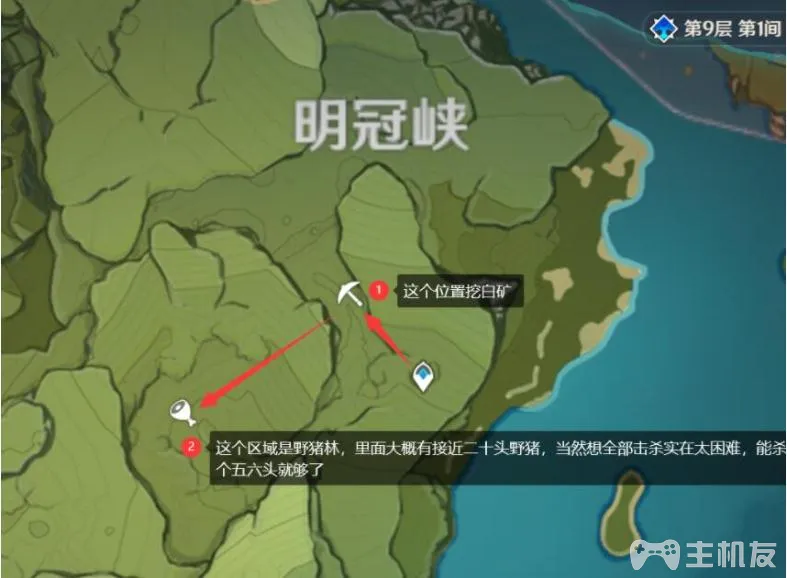 第9层 第1间
明冠峡
1 这个位置挖白矿
2 这个区域是野猪林，里面大概有接近二十头野猪，当然想全部击杀实在太困难，能杀
个五六头就够了
主机友